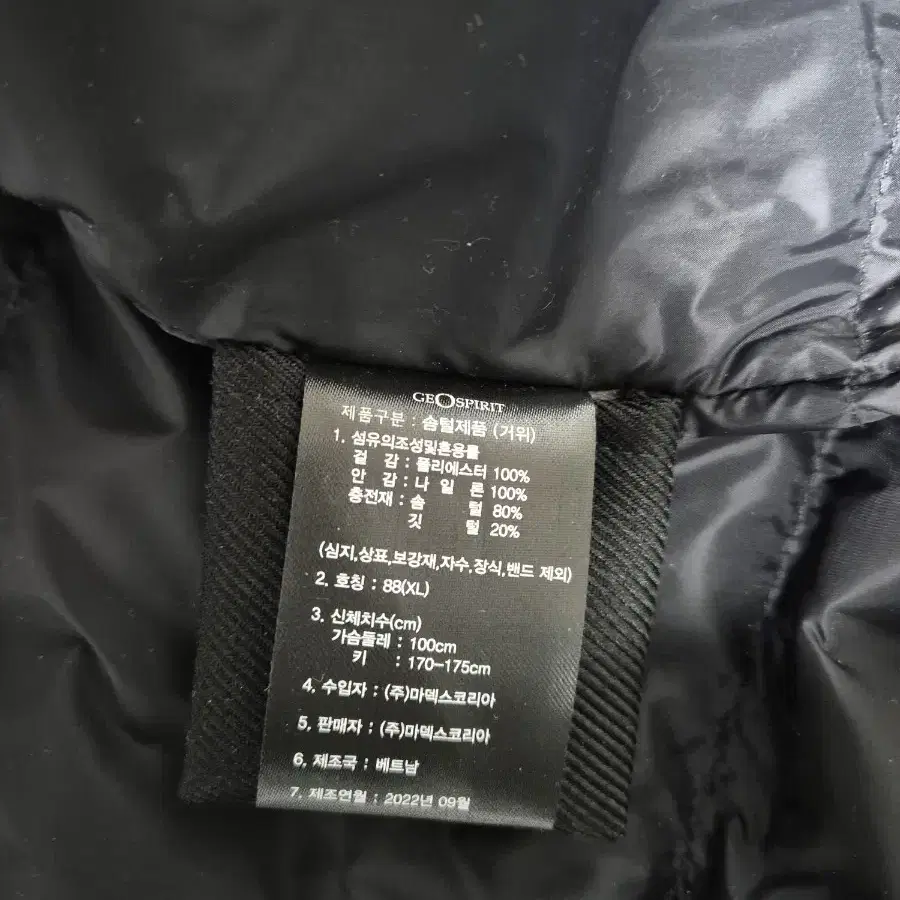 GEOSPIRIT
제품구분 : 솜털제품 (거위)
1. 섬유의조성및혼용률
겉 감 : 폴리에스터 100%
안 감 : 나 일 론 100%
충전재 : 솜 털 80%
깃 털 20%
(심지,상표,보강재,자수,장식,밴드 제외)
2. 호칭 : 88(XL)
3. 신체치수(cm)
가슴둘레 : 100cm
키 : 170-175cm
4. 수입자 : (주)마덱스코리아
5. 판매자 : (주)마덱스코리아
6. 제조국 : 베트남
7. 제조연월 : 2022년 09월